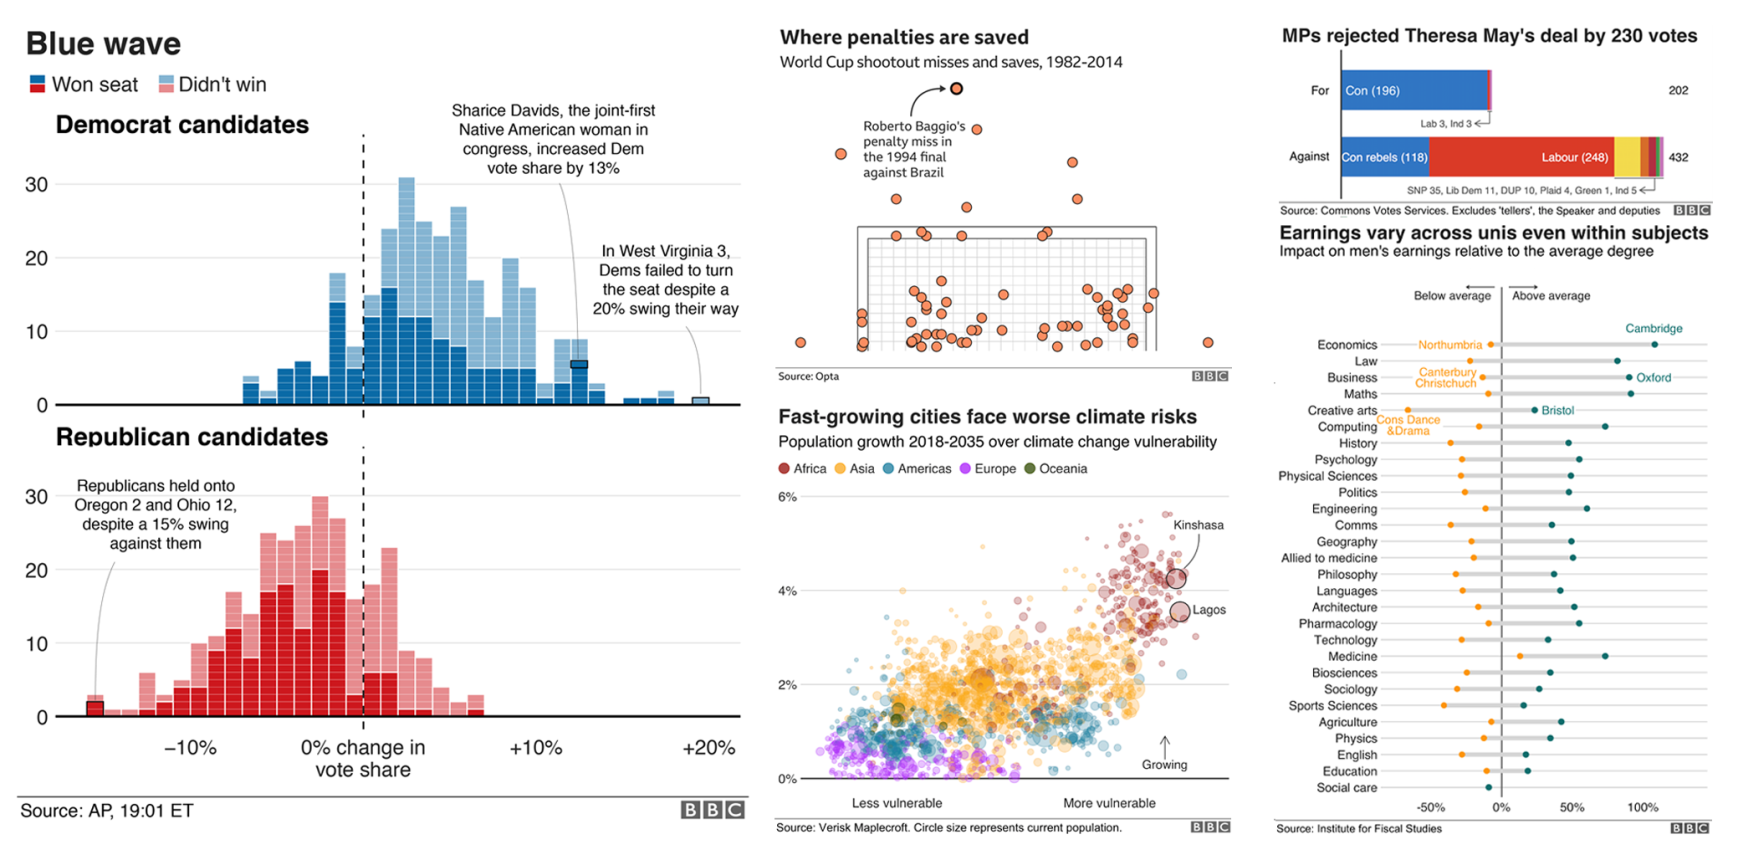 Blue wave
Won seat
Didn't win
Democrat candidates
Sharice Davids, the joint-first
Native American woman in
congress, increased Dem
vote share by 13%
In West Virginia 3,
Dems failed to turn
the seat despite a
20% swing their way
30
20
10
0
Republican candidates
Republicans held onto
Oregon 2 and Ohio 12,
despite a 15% swing
against them
30
20
10
0
−10%
0% change in
vote share
+10%
+20%
Source: AP, 19:01 ET
BBC
Where penalties are saved
World Cup shootout misses and saves, 1982-2014
Roberto Baggio's
penalty miss in
the 1994 final
against Brazil
Source: Opta
BBC
Fast-growing cities face worse climate risks
Population growth 2018-2035 over climate change vulnerability
Africa
Asia
Americas
Europe
Oceania
6%
4%
2%
0%
Kinshasa
Lagos
Growing
Less vulnerable
More vulnerable
Source: Verisk Maplecroft. Circle size represents current population.
BBC
MPs rejected Theresa May's deal by 230 votes
For
Con (196)
202
Lab 3, Ind 3
Against
Con rebels (118)
Labour (248)
432
SNP 35, Lib Dem 11, DUP 10, Plaid 4, Green 1, Ind 5
Source: Commons Votes Services. Excludes 'tellers', the Speaker and deputies
BBC
Earnings vary across unis even within subjects
Impact on men's earnings relative to the average degree
Below average
Above average
Cambridge
Economics
Northumbria
Law
Business
Canterbury
Christchuch
Oxford
Maths
Creative arts
Bristol
Cons Dance
&Drama
Computing
History
Psychology
Physical Sciences
Politics
Engineering
Comms
Geography
Allied to medicine
Philosophy
Languages
Architecture
Pharmacology
Technology
Medicine
Biosciences
Sociology
Sports Sciences
Agriculture
Physics
English
Education
Social care
-50%
0%
50%
100%
Source: Institute for Fiscal Studies
BBC